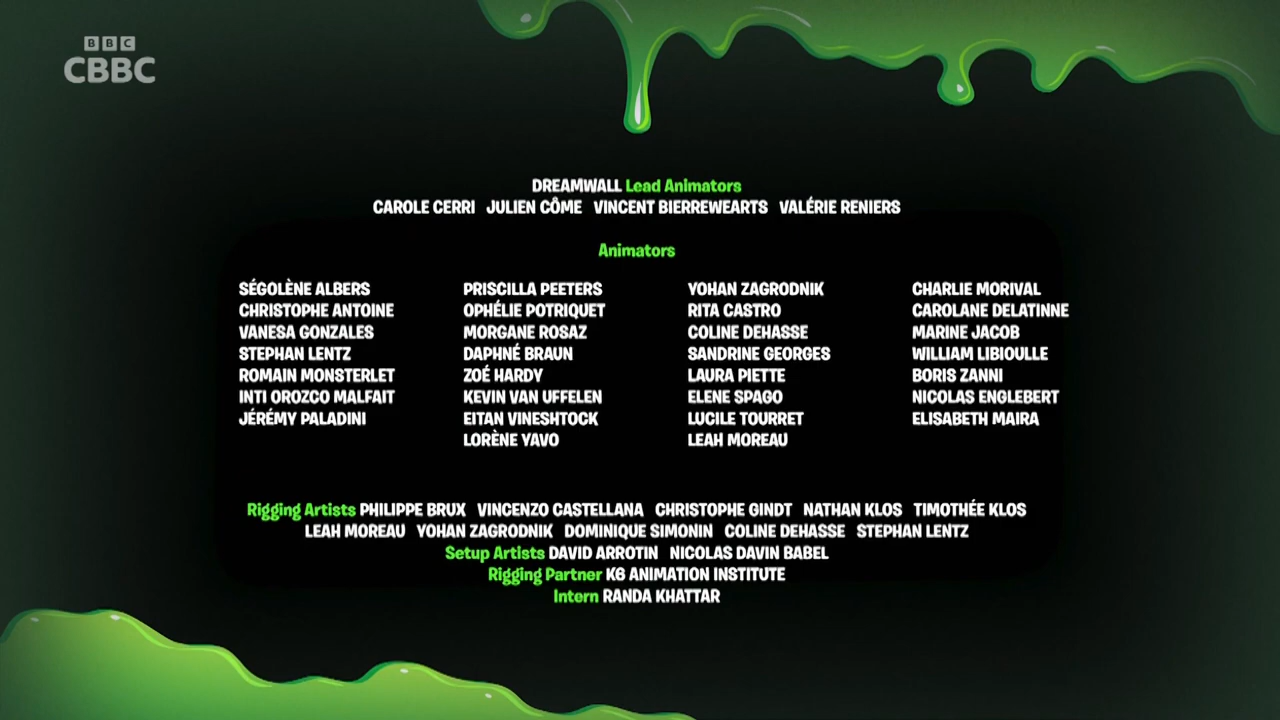 BBC
CBBC
DREAMWALL Lead Animators
CAROLE CERRI JULIEN CÔME VINCENT BIERREWEARTS VALÉRIE RENIERS
Animators
SÉGOLÈNE ALBERS PRISCILLA PEETERS YOHAN ZAGRODNIK CHARLIE MORIVAL
CHRISTOPHE ANTOINE OPHÉLIE POTRIQUET RITA CASTRO CAROLANE DELATINNE
VANESA GONZALES MORGANE ROSAZ COLINE DEHASSE MARINE JACOB
STEPHAN LENTZ DAPHNÉ BRAUN SANDRINE GEORGES WILLIAM LIBIOULLE
ROMAIN MONSTERLET ZOÉ HARDY LAURA PIETTE BORIS ZANNI
INTI OROZCO MALFAIT KEVIN VAN UFFELEN ELENE SPAGO NICOLAS ENGLEBERT
JÉRÉMY PALADINI EITAN VINESHTOCK LUCILE TOURRET ELISABETH MAIRA
LORÈNE YAVO LEAH MOREAU
Rigging Artists PHILIPPE BRUX VINCENZO CASTELLANA CHRISTOPHE GINDT NATHAN KLOS TIMOTHÉE KLOS
LEAH MOREAU YOHAN ZAGRODNIK DOMINIQUE SIMONIN COLINE DEHASSE STEPHAN LENTZ
Setup Artists DAVID ARROTIN NICOLAS DAVIN BABEL
Rigging Partner K6 ANIMATION INSTITUTE
Intern RANDA KHATTAR